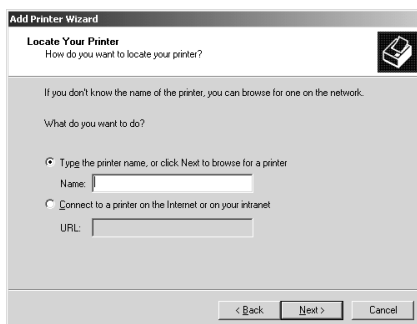 Add Printer Wizard
Locate Your Printer
How do you want to locate your printer?
If you don't know the name of the printer, you can browse for one on the network.
What do you want to do?
Type the printer name, or click Next to browse for a printer
Name:
Connect to a printer on the Internet or on your intranet
URL:
< Back Next > Cancel